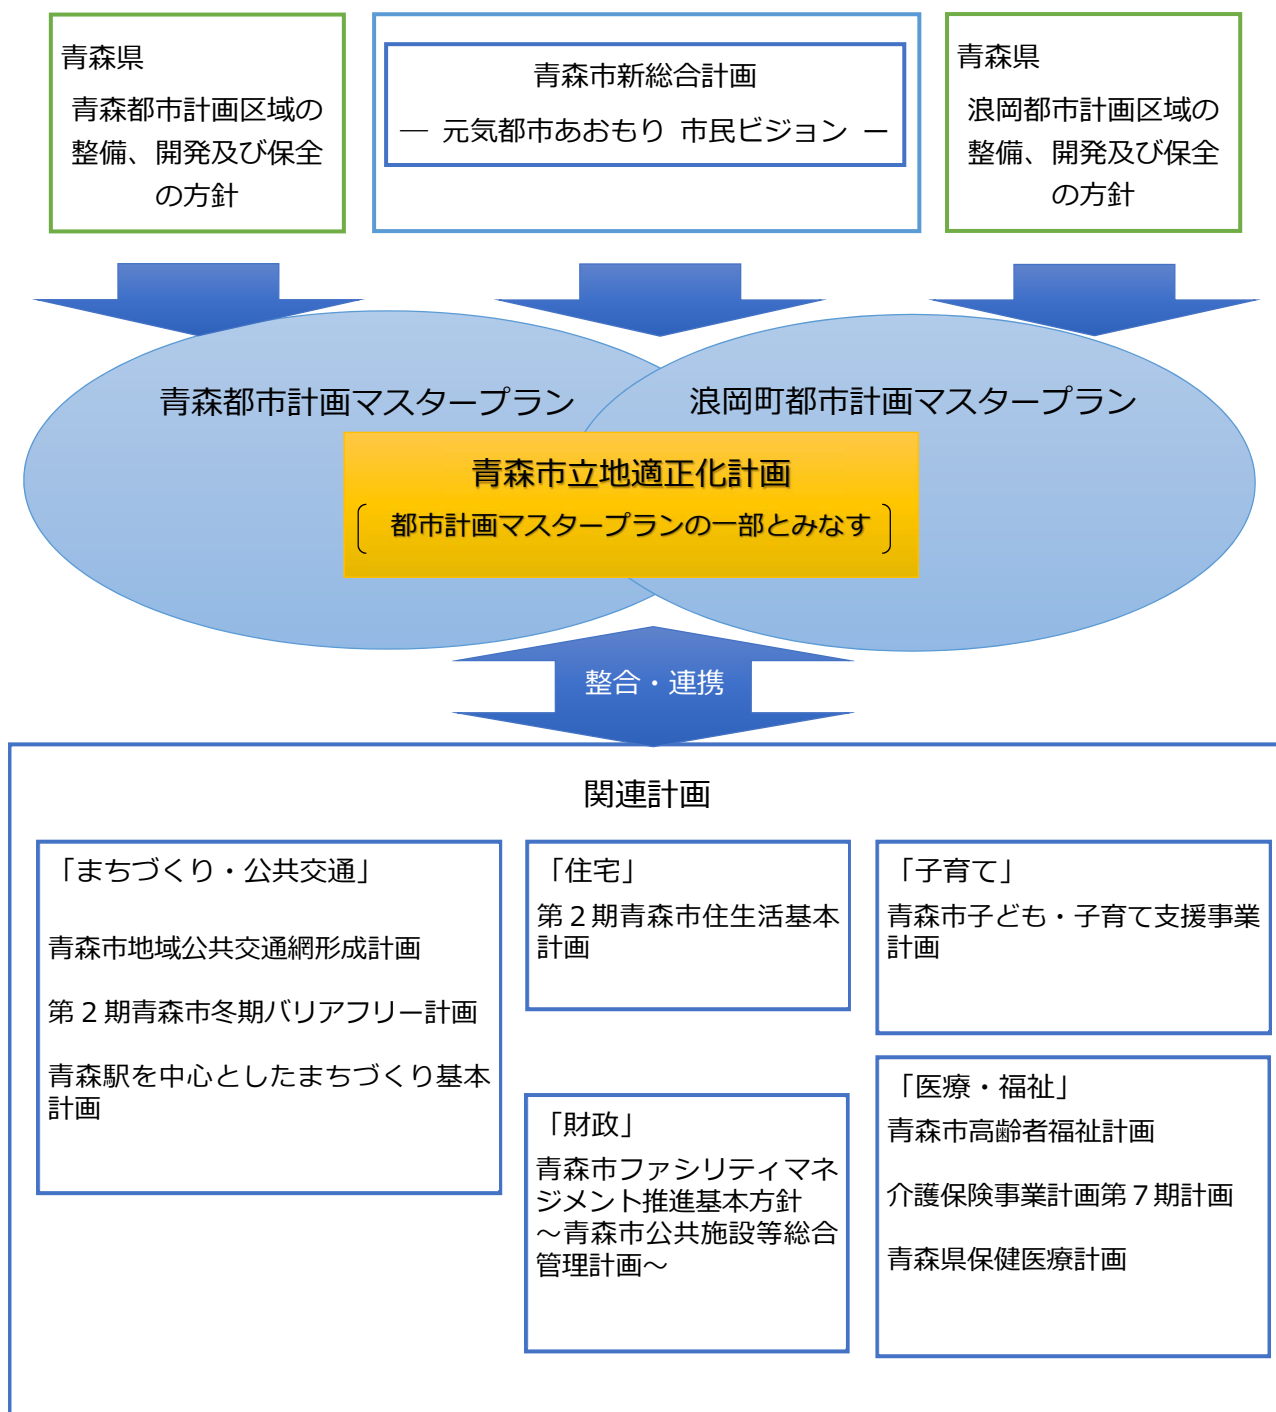 青森県
青森都市計画区域の
整備、開発及び保全
の方針
青森市新総合計画
― 元気都市あおもり 市民ビジョン ー
青森県
浪岡都市計画区域の
整備、開発及び保全
の方針
青森都市計画マスタープラン
浪岡町都市計画マスタープラン
青森市立地適正化計画
都市計画マスタープランの一部とみなす
整合・連携
関連計画
「まちづくり・公共交通」
青森市地域公共交通網形成計画
第2期青森市冬期バリアフリー計画
青森駅を中心としたまちづくり基本
計画
「住宅」
第2期青森市住生活基本
計画
「財政」
青森市ファシリティマネ
ジメント推進基本方針
～青森市公共施設等総合
管理計画～
「子育て」
青森市子ども・子育て支援事業
計画
「医療・福祉」
青森市高齢者福祉計画
介護保険事業計画第7期計画
青森県保健医療計画